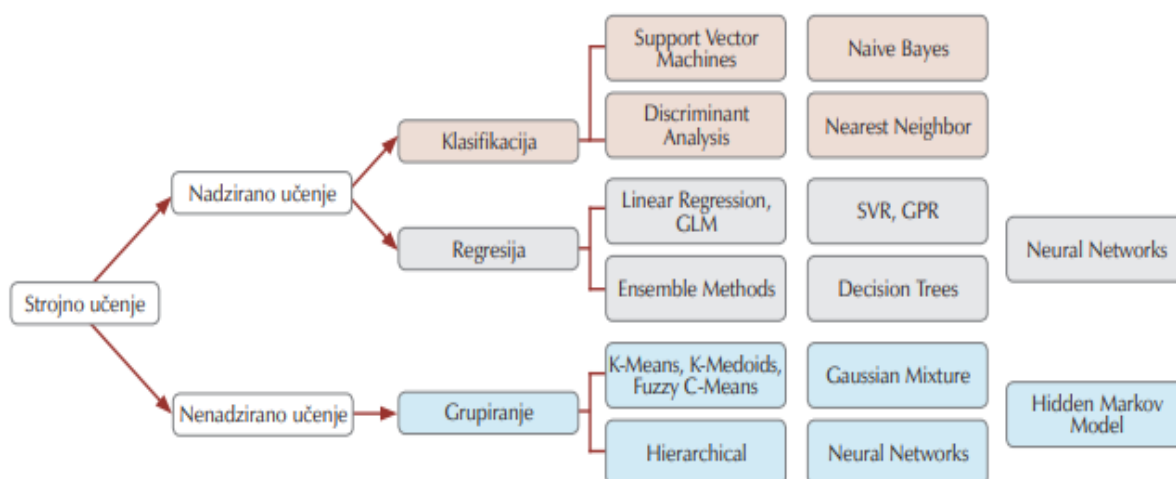 Support Vector
Machines
Naive Bayes
Discriminant
Analysis
Nearest Neighbor
Klasifikacija
Nadzirano učenje
Linear Regression,
GLM
SVR, GPR
Regresija
Neural Networks
Ensemble Methods
Decision Trees
Strojno učenje
K-Means, K-Medoids,
Fuzzy C-Means
Gaussian Mixture
Nenadzirano učenje
Grupiranje
Hidden Markov
Model
Hierarchical
Neural Networks